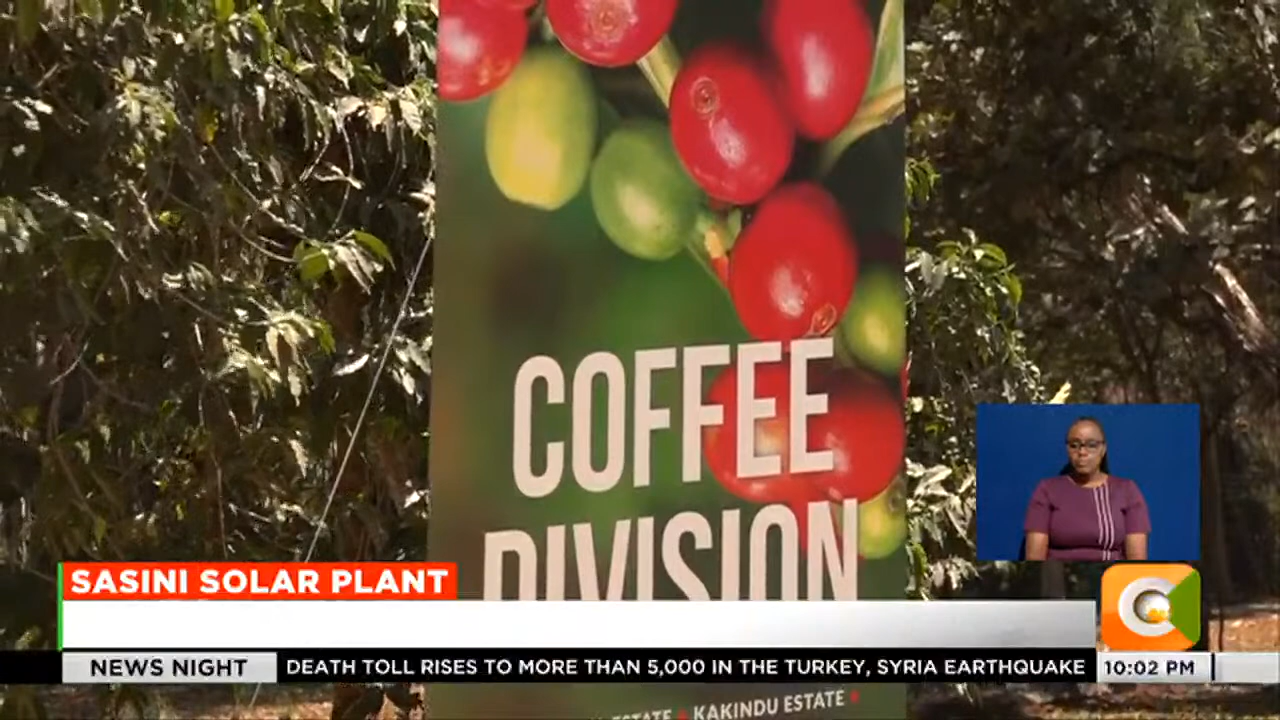 COFFEE
DIVISION
ESTATE • KAKINDU ESTATE •
SASINI SOLAR PLANT
NEWS NIGHT
DEATH TOLL RISES TO MORE THAN 5,000 IN THE TURKEY, SYRIA EARTHQUAKE
10:02 PM